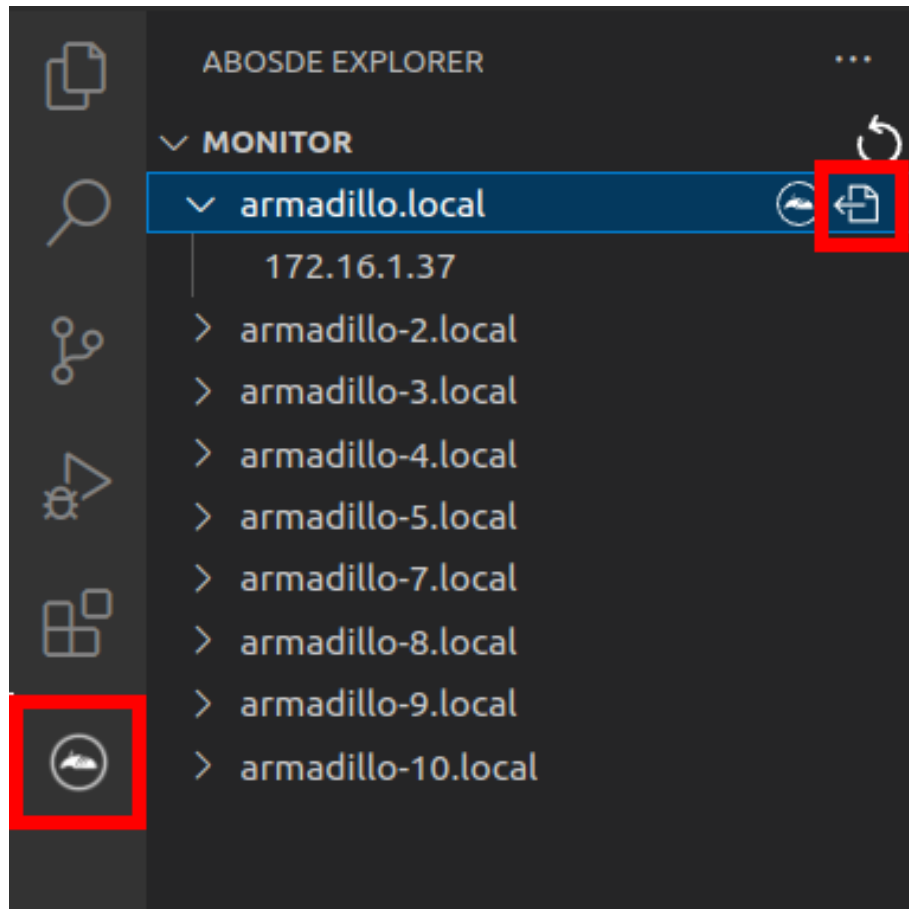 ABOSDE EXPLORER
MONITOR
armadillo.local
172.16.1.37
armadillo-2.local
armadillo-3.local
armadillo-4.local
armadillo-5.local
armadillo-7.local
armadillo-8.local
armadillo-9.local
armadillo-10.local